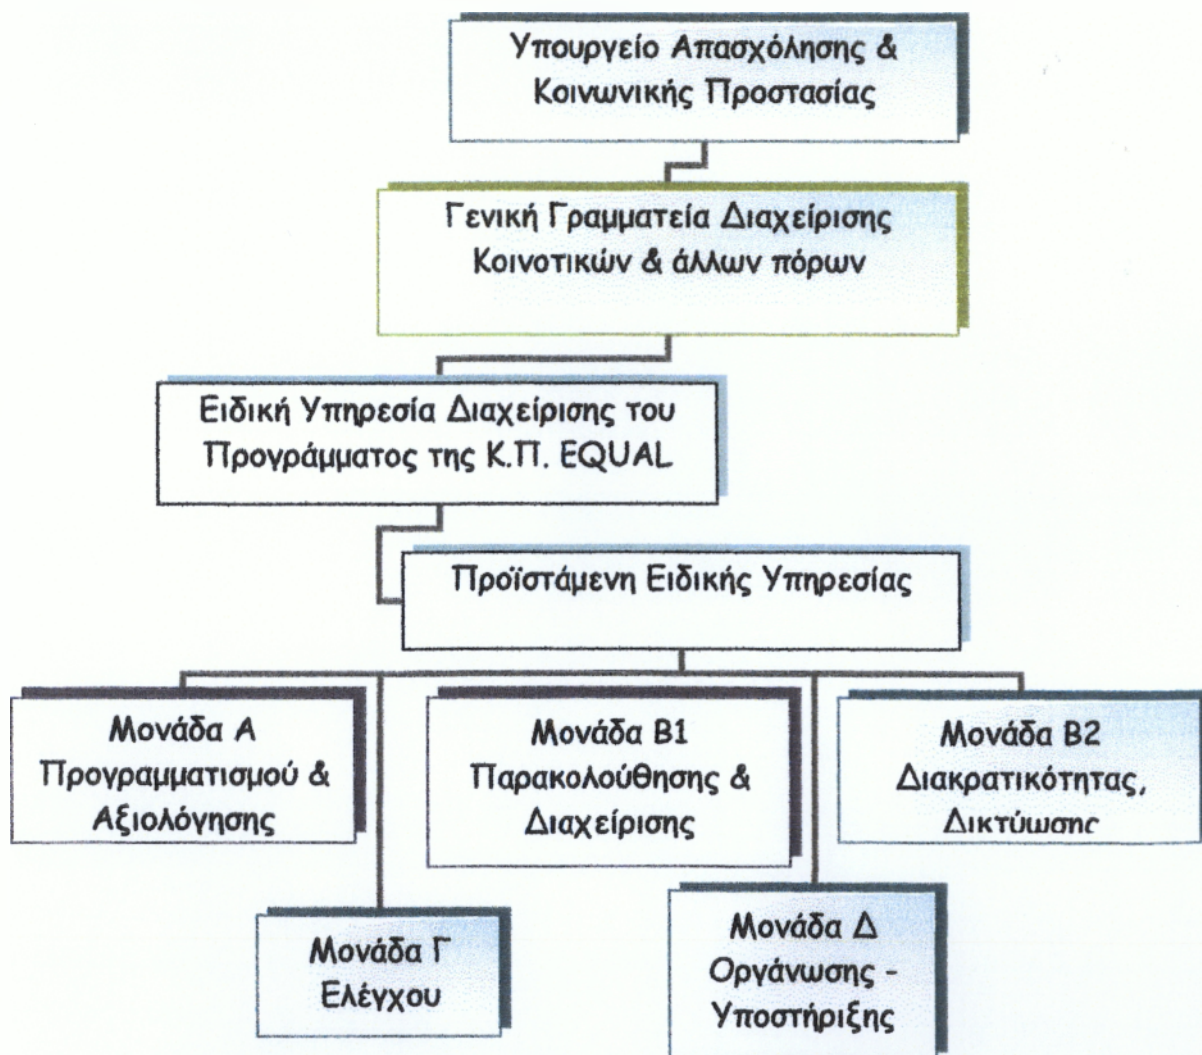 Υπουργείο Απασχόλησης &
Κοινωνικής Προστασίας
Γενική Γραμματεία Διαχείρισης
Κοινοτικών & άλλων πόρων
Ειδική Υπηρεσία Διαχείρισης του
Προγράμματος της Κ.Π. EQUAL
Προϊστάμενη Ειδικής Υπηρεσίας
Μονάδα Α
Προγραμματισμού &
Αξιολόγησης
Μονάδα Β1
Παρακολούθησης &
Διαχείρισης
Μονάδα Β2
Διακρατικότητας,
Δικτύωσης
Μονάδα Γ
Ελέγχου
Μονάδα Δ
Οργάνωσης -
Υποστήριξης